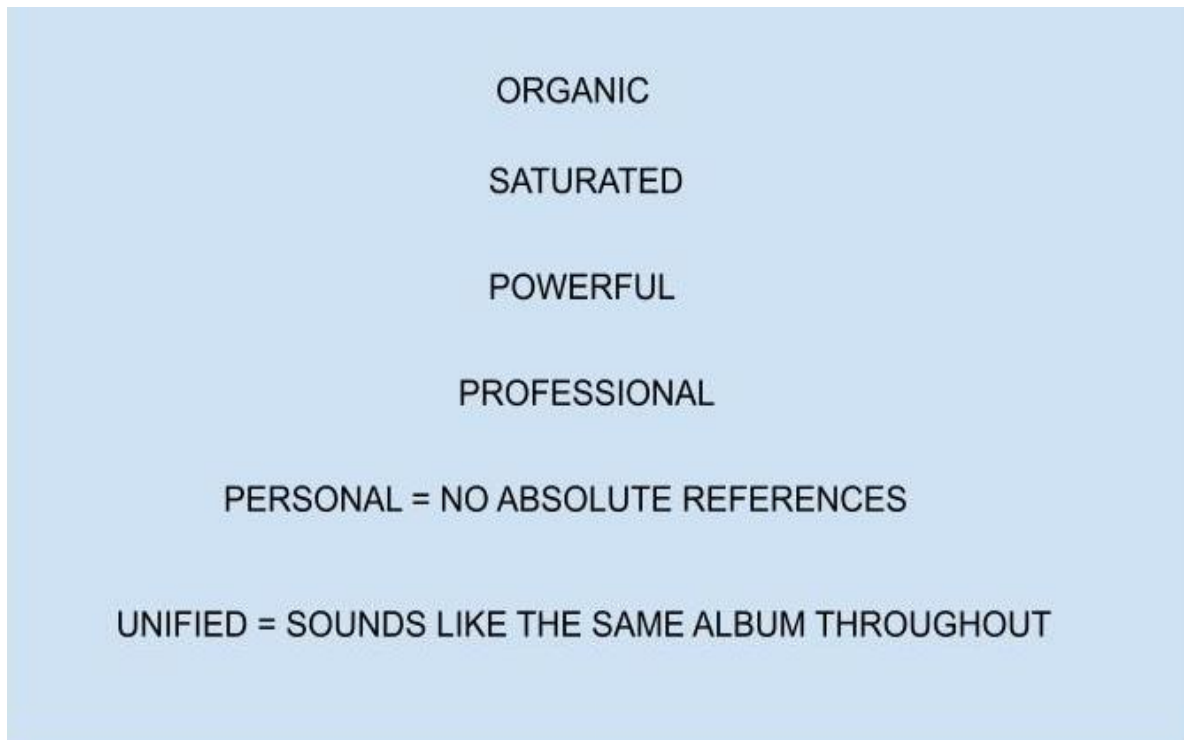 ORGANIC
SATURATED
POWERFUL
PROFESSIONAL
PERSONAL = NO ABSOLUTE REFERENCES
UNIFIED = SOUNDS LIKE THE SAME ALBUM THROUGHOUT